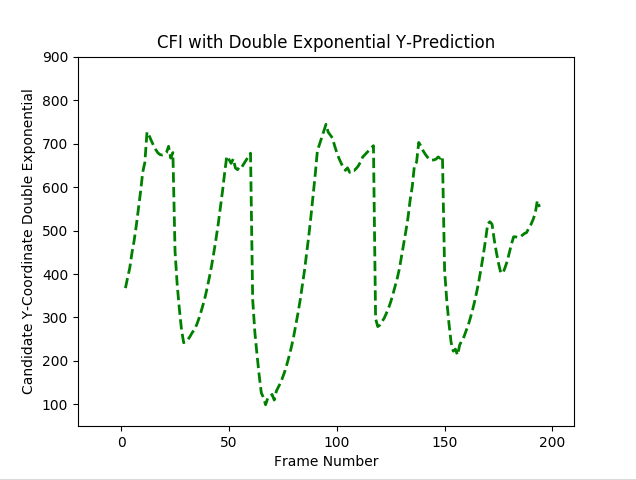 CFI with Double Exponential Y-Prediction
Candidate Y-Coordinate Double Exponential
900
800
700
600
500
400
300
200
100
0 50 100 150 200
Frame Number